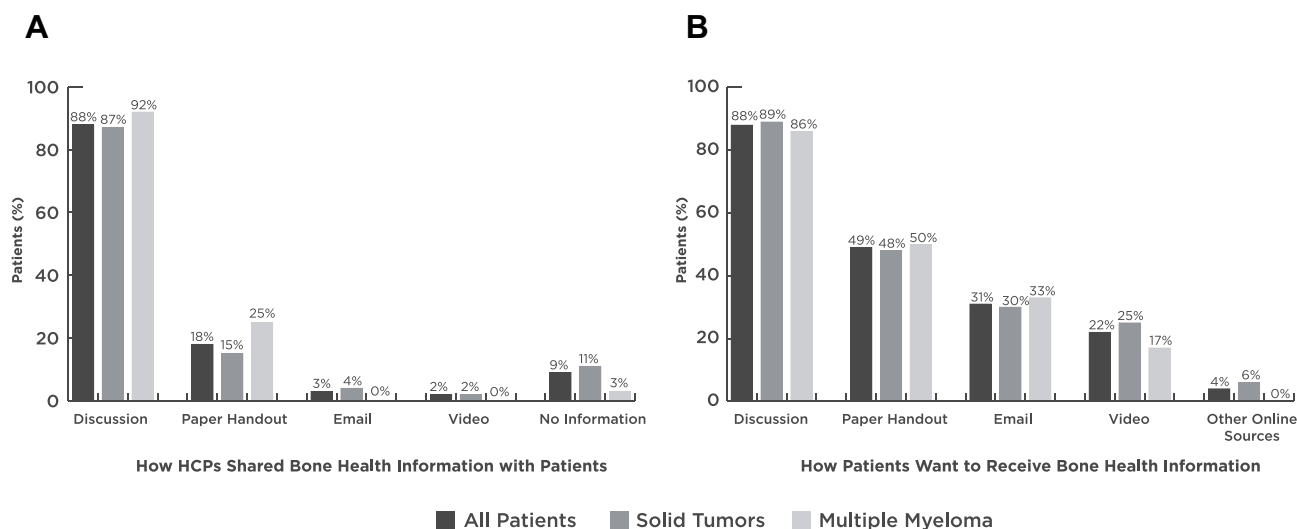 A
B
100
80
60
40
20
0
Patients (%)
88%
87%
92%
18%
15%
25%
3%
4%
0%
2%
2%
0%
9%
11%
3%
Discussion
Paper Handout
Email
Video
No Information
How HCPs Shared Bone Health Information with Patients
100
80
60
40
20
0
Patients (%)
88%
89%
86%
49%
48%
50%
31%
30%
33%
22%
25%
17%
4%
6%
0%
Discussion
Paper Handout
Email
Video
Other Online
Sources
How Patients Want to Receive Bone Health Information
All Patients
Solid Tumors
Multiple Myeloma